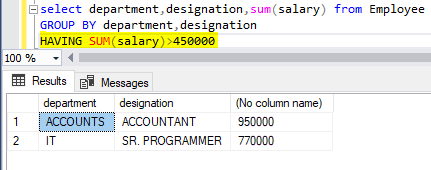 select department,designation,sum(salary) from Employee
GROUP BY department,designation
HAVING SUM(salary)>450000
100 %
Results Messages
department designation (No column name)
1 ACCOUNTS ACCOUNTANT 950000
2 IT SR. PROGRAMMER 770000